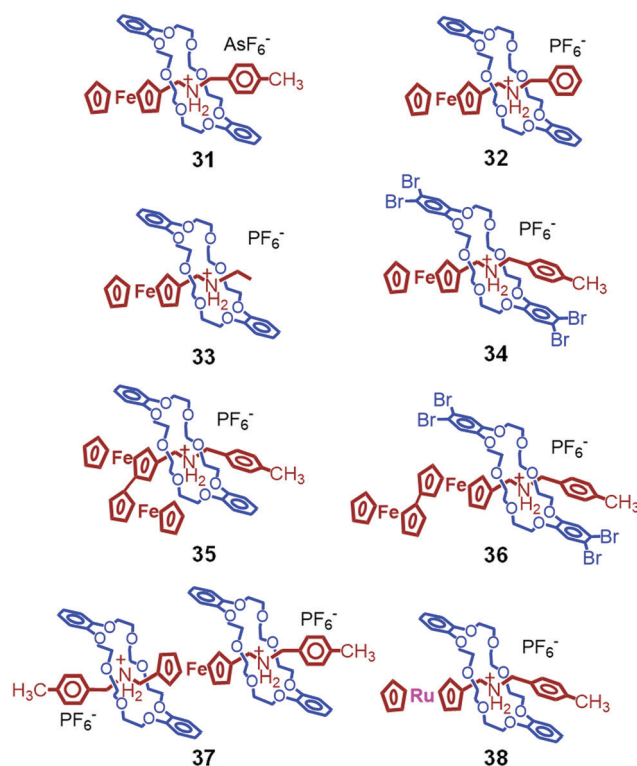 AsF6-
O O O O
Fe N+ H2 CH3
O O O O
31
PF6-
O O O O
Fe N+ H2
O O O O
32
PF6-
O O O O
Fe N+ H2
O O O O
33
Br Br
PF6-
O O O O
Fe N+ H2 CH3
O O O O
Br Br
34
PF6-
O O O O
Fe N+ H2 CH3
Fe
O O O O
35
Br Br
PF6-
O O O O
Fe N+ H2 CH3
Fe
O O O O
Br Br
36
PF6-
O O O O O O O O
N+ H2 Fe N+ H2 CH3
H3C
O O O O O O O O
PF6-
37
PF6-
O O O O
Ru N+ H2 CH3
O O O O
38